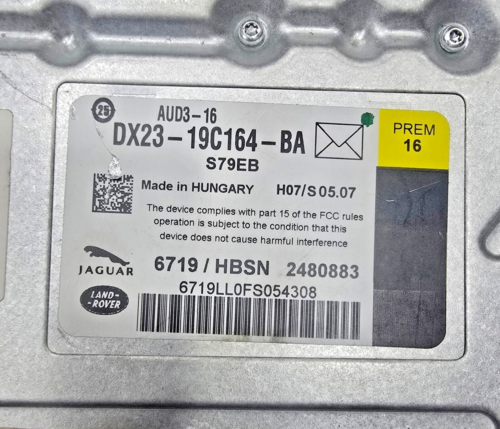 25
AUD3-16
DX23-19C164-BA
S79EB
PREM
16
Made in HUNGARY H07/S 05.07
The device complies with part 15 of the FCC rules
operation is subject to the condition that this
device does not cause harmful interference
JAGUAR
6719 / HBSN 2480883
6719LL0FS054308
LAND-
ROVER